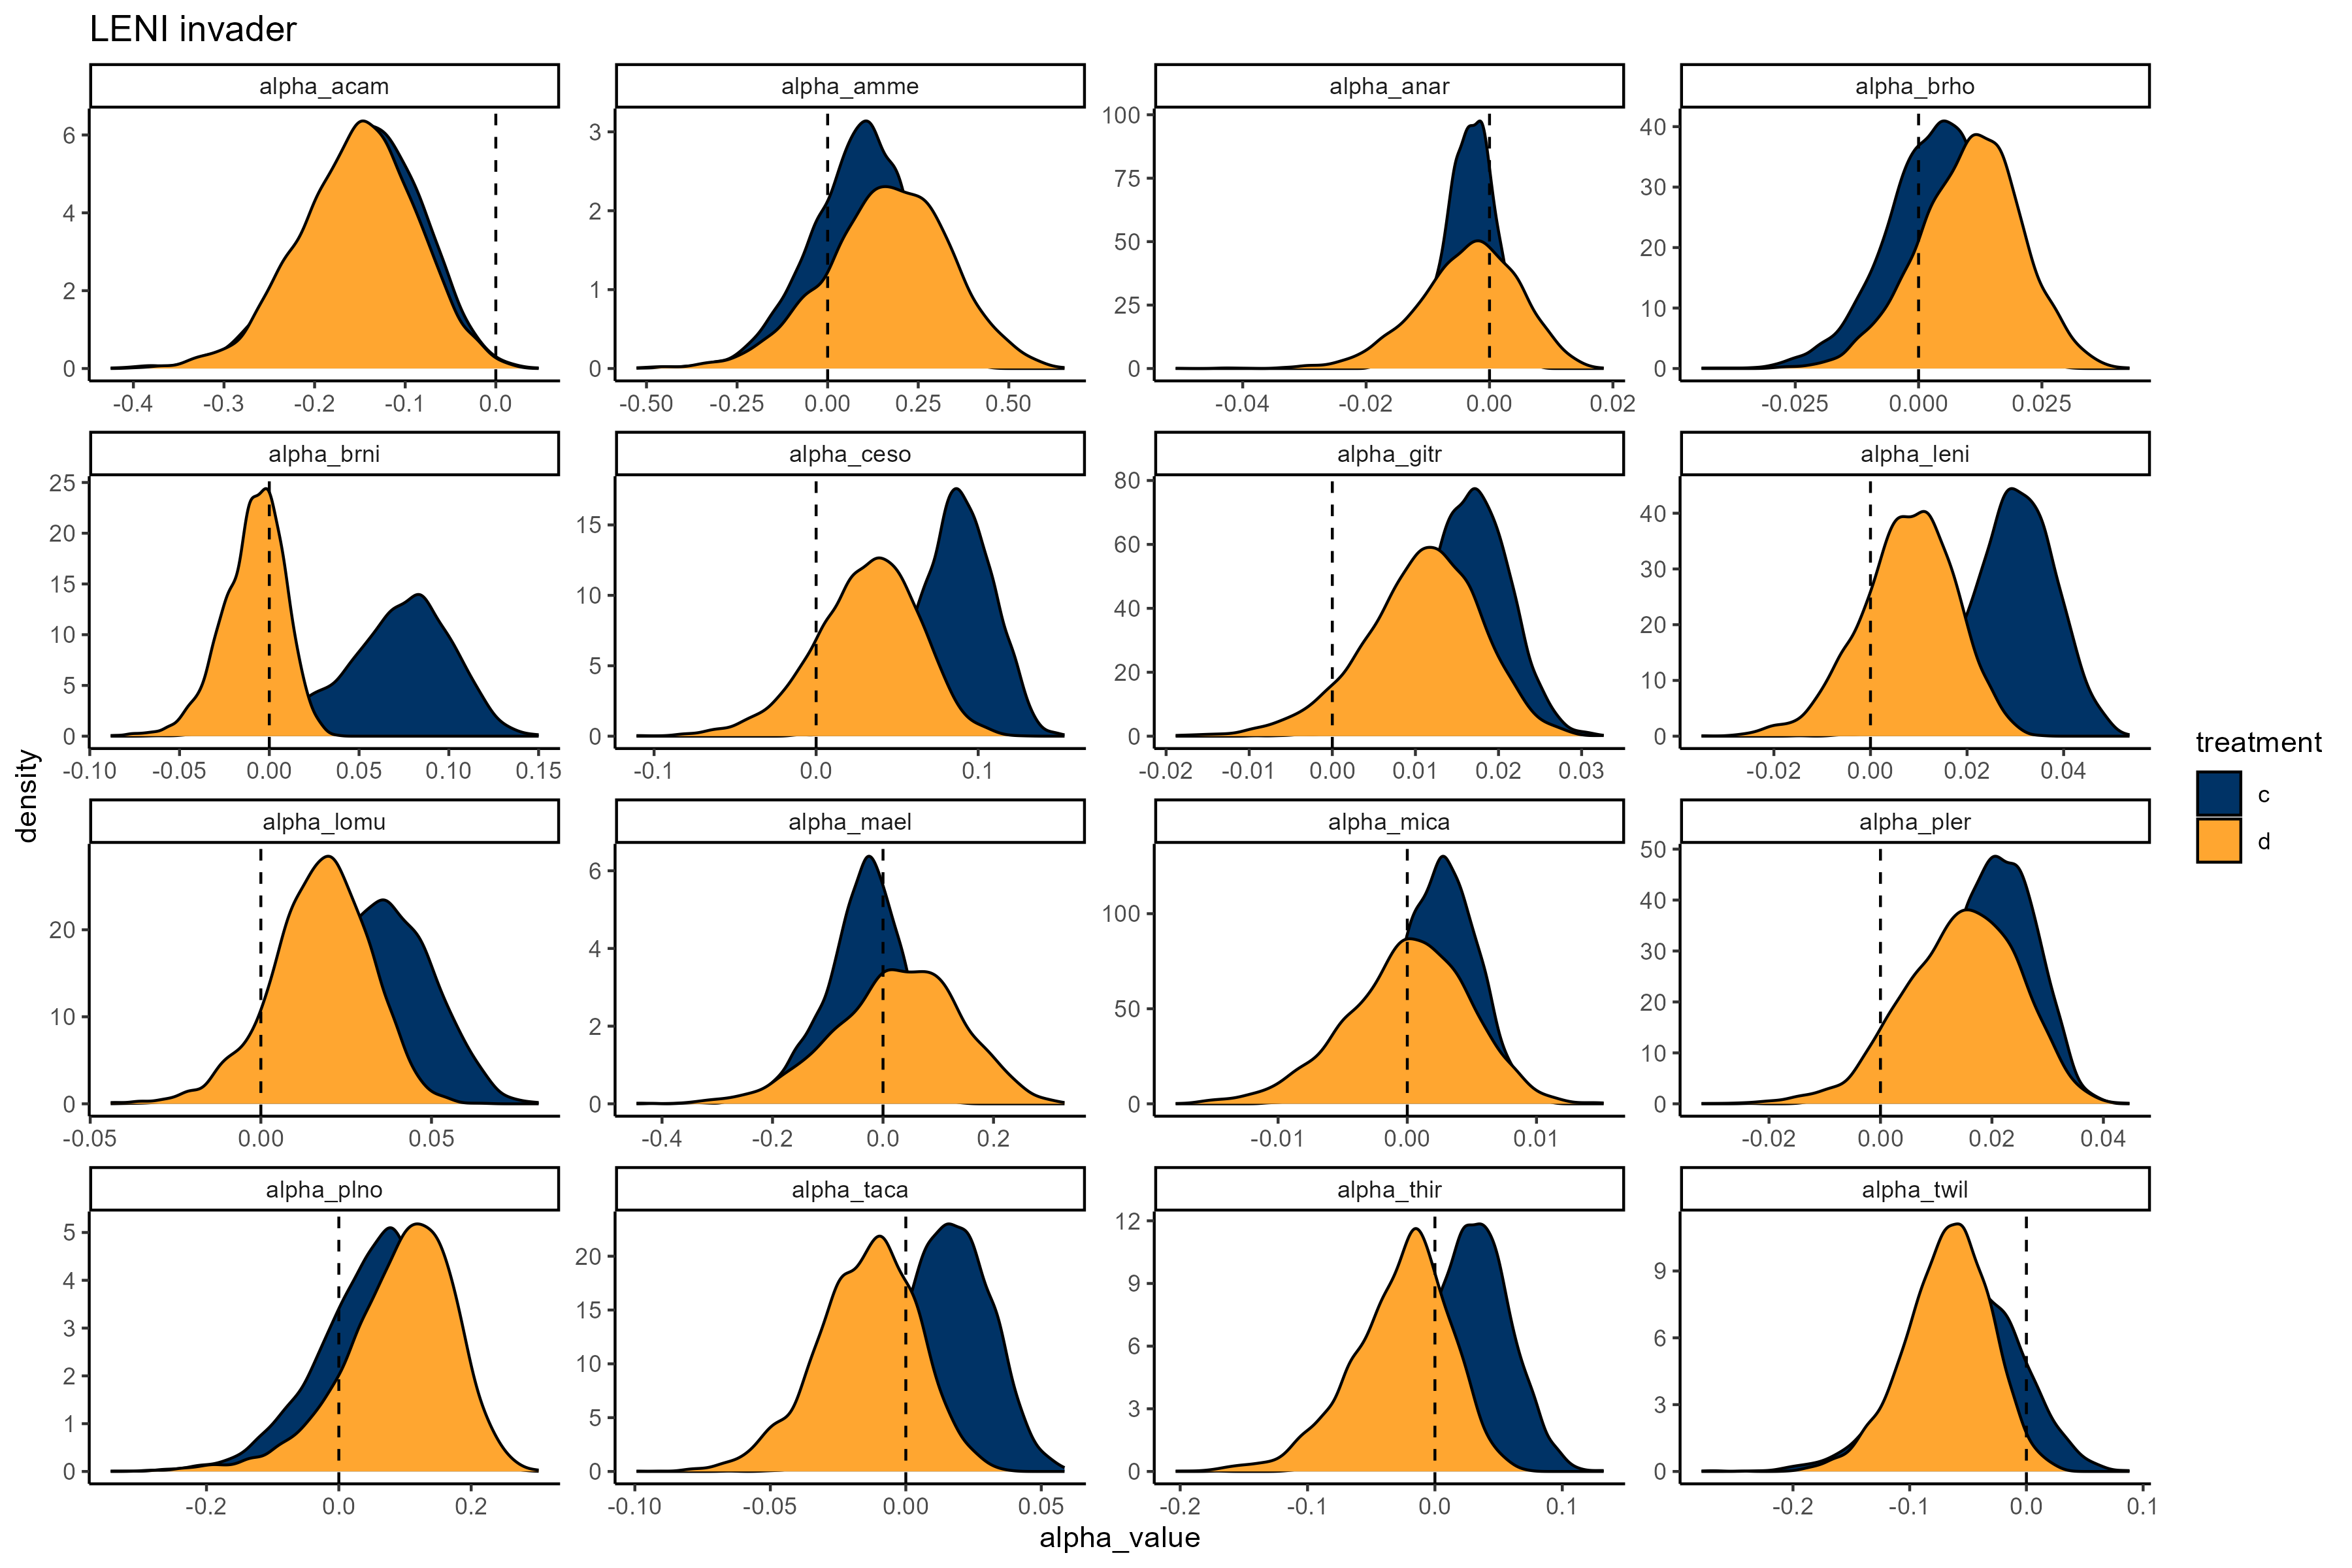 LENI invader
alpha_acam alpha_amme alpha_anar alpha_brho
6 4 2 0
-0.4 -0.3 -0.2 -0.1 0.0
3 2 1 0
-0.50 -0.25 0.00 0.25 0.50
100 75 50 25 0
-0.04 -0.02 0.00 0.02
40 30 20 10 0
-0.025 0.000 0.025
alpha_brni alpha_ceso alpha_gitr alpha_leni
25 20 15 10 5 0
-0.10 -0.05 0.00 0.05 0.10 0.15
15 10 5 0
-0.1 0.0 0.1
80 60 40 20 0
-0.02 -0.01 0.00 0.01 0.02 0.03
40 30 20 10 0
-0.02 0.00 0.02 0.04
alpha_lomu alpha_mael alpha_mica alpha_pler
20 10 0
-0.05 0.00 0.05
6 4 2 0
-0.4 -0.2 0.0 0.2
100 50 0
-0.01 0.00 0.01
50 40 30 20 10 0
-0.02 0.00 0.02 0.04
alpha_plno alpha_taca alpha_thir alpha_twil
5 4 3 2 1 0
-0.2 0.0 0.2
20 15 10 5 0
-0.10 -0.05 0.00 0.05
12 9 6 3 0
-0.2 -0.1 0.0 0.1
9 6 3 0
-0.2 -0.1 0.0 0.1
density
alpha_value
treatment
c
d